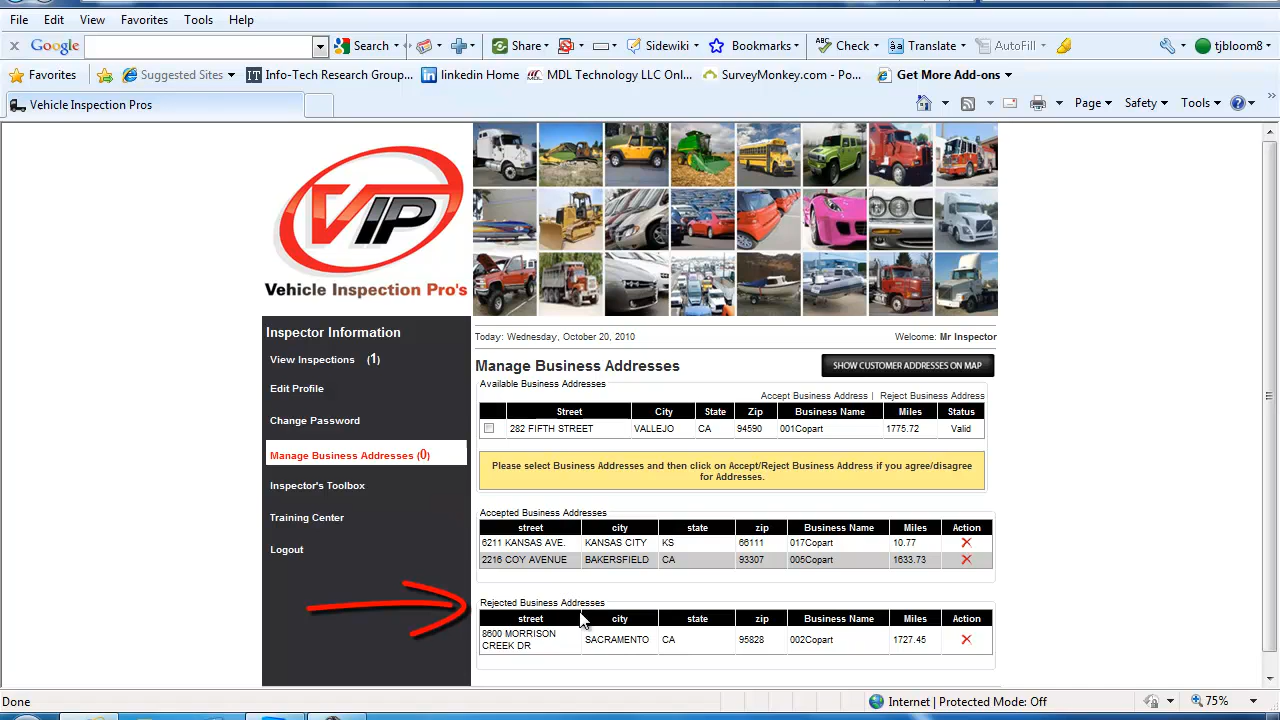 File Edit View Favorites Tools Help
Google Search Share Sidewiki Bookmarks Check Translate AutoFill tjbloom8
Favorites Suggested Sites Info-Tech Research Group... linkedin Home MDL Technology LLC Onl... SurveyMonkey.com - Po... Get More Add-ons
Vehicle Inspection Pros Page Safety Tools
VIP
Vehicle Inspection Pro's
Inspector Information
View Inspections (1)
Edit Profile
Change Password
Manage Business Addresses (0)
Inspector's Toolbox
Training Center
Logout
Today: Wednesday, October 20, 2010 Welcome: Mr Inspector
Manage Business Addresses SHOW CUSTOMER ADDRESSES ON MAP
Available Business Addresses
Accept Business Address | Reject Business Address
Street City State Zip Business Name Miles Status
282 FIFTH STREET VALLEJO CA 94590 001Copart 1775.72 Valid
Please select Business Addresses and then click on Accept/Reject Business Address if you agree/disagree
for Addresses.
Accepted Business Addresses
street city state zip Business Name Miles Action
6211 KANSAS AVE. KANSAS CITY KS 66111 017Copart 10.77
2216 COY AVENUE BAKERSFIELD CA 93307 005Copart 1633.73
Rejected Business Addresses
street city state zip Business Name Miles Action
8600 MORRISON
CREEK DR SACRAMENTO CA 95828 002Copart 1727.45
Done Internet | Protected Mode: Off 75%